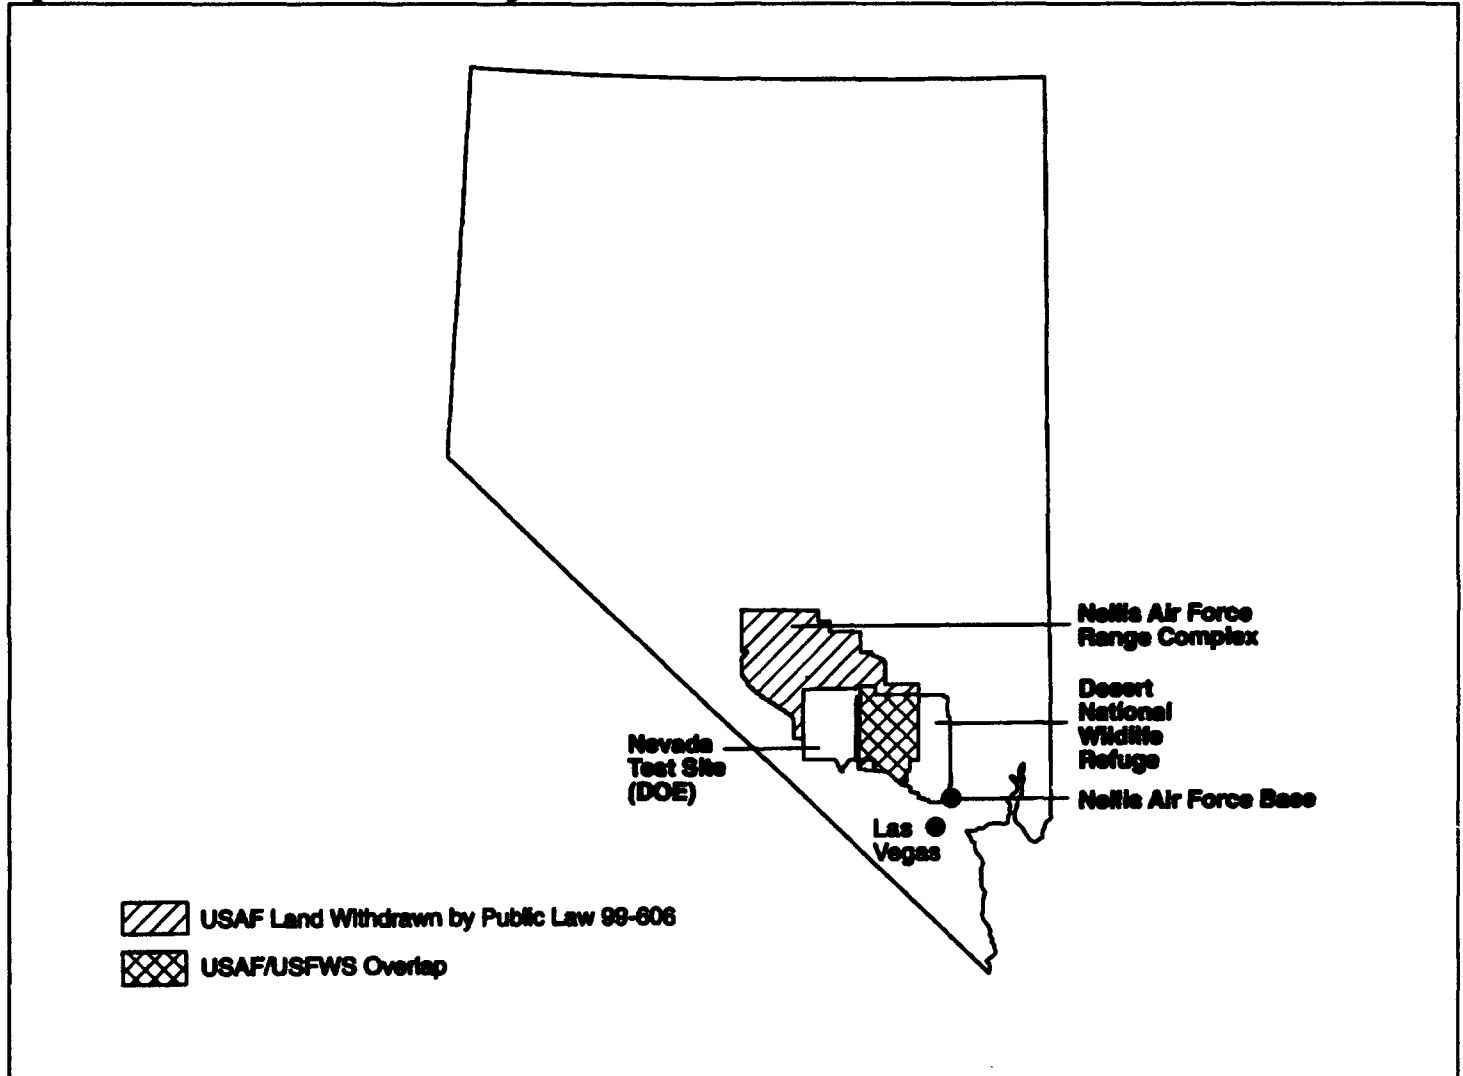 Nellis Air Force
Range Complex
Desert
National
Wildlife
Refuge
Nevada
Test Site
(DOE)
Nellis Air Force Base
Las
Vegas
USAF Land Withdrawn by Public Law 99-606
USAF/USFWS Overlap